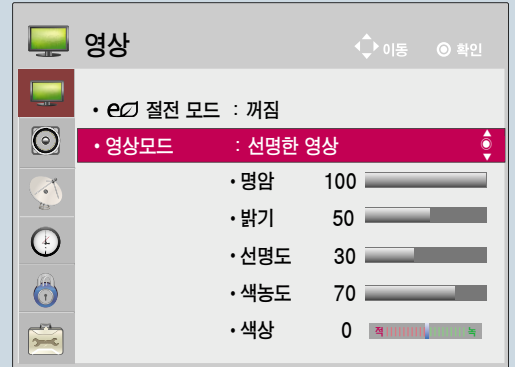 영상 이동 확인
• eco 절전 모드 : 꺼짐
• 영상모드 : 선명한 영상
• 명암 100
• 밝기 50
• 선명도 30
• 색농도 70
• 색상 0 적 녹